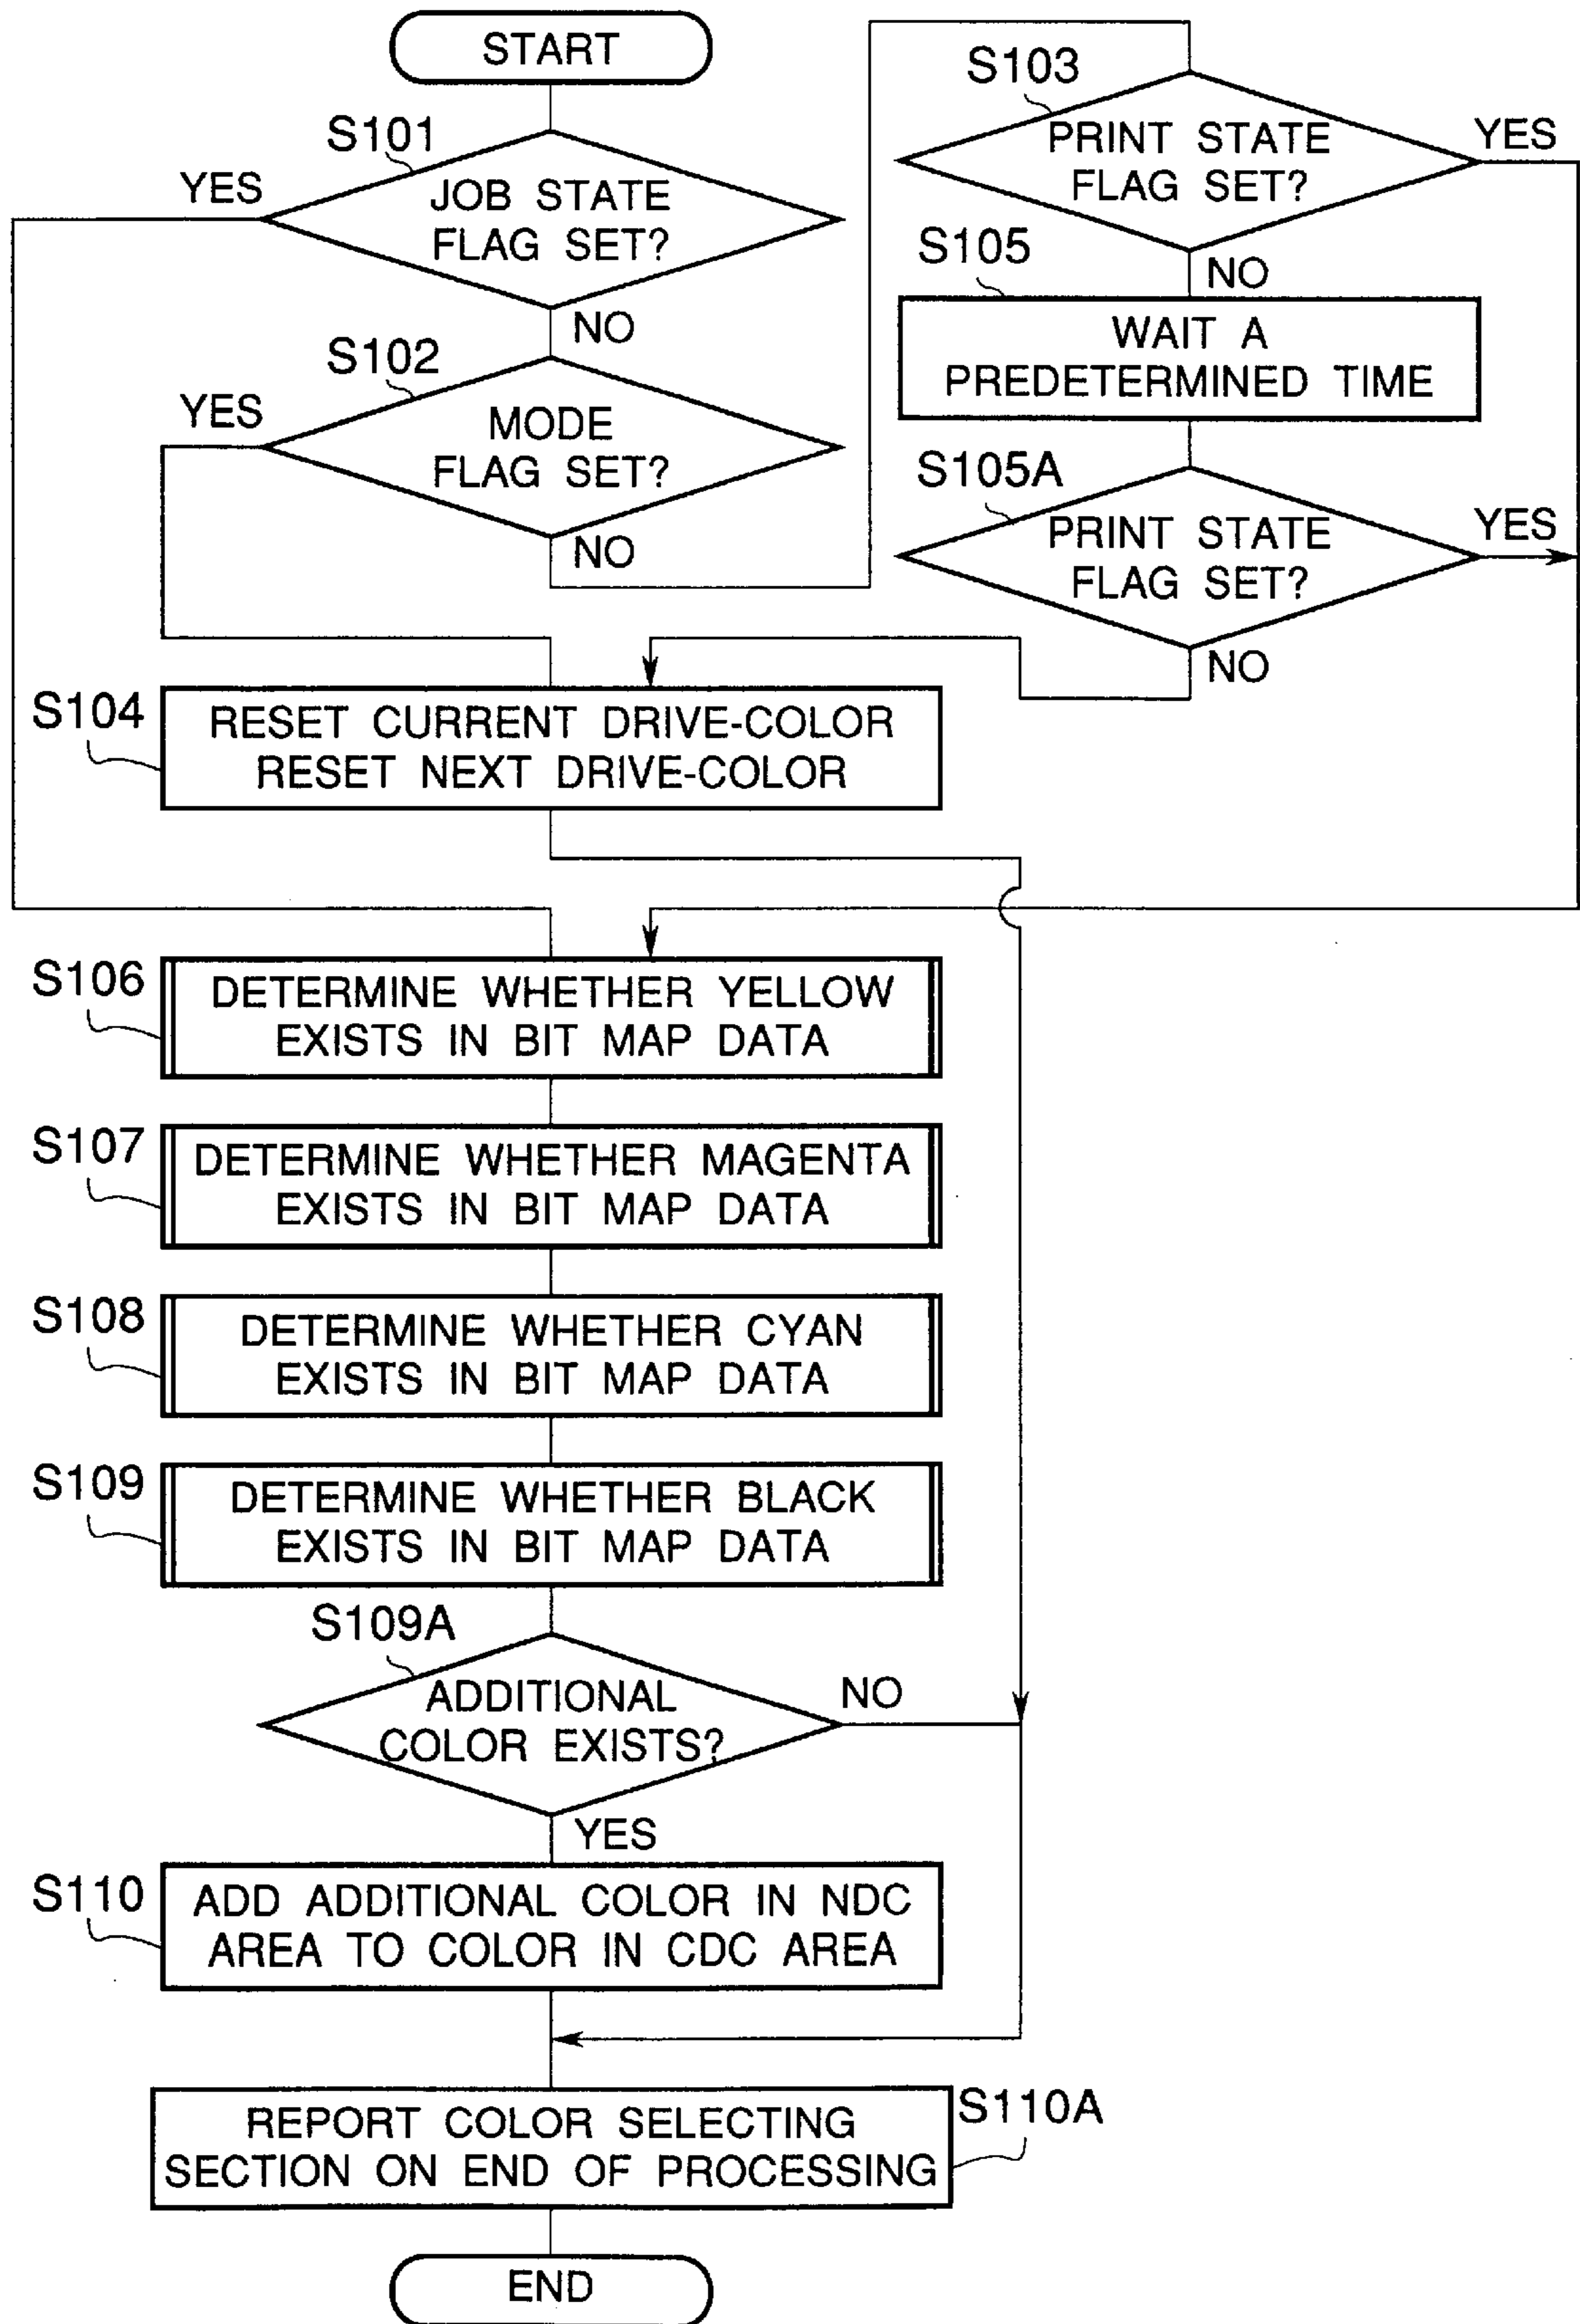 START
S101
YES
JOB STATE
FLAG SET?
NO
S102
YES
MODE
FLAG SET?
NO
S103
PRINT STATE
FLAG SET?
YES
NO
S105
WAIT A
PREDETERMINED TIME
S105A
PRINT STATE
FLAG SET?
YES
NO
S104
RESET CURRENT DRIVE-COLOR
RESET NEXT DRIVE-COLOR
S106
DETERMINE WHETHER YELLOW
EXISTS IN BIT MAP DATA
S107
DETERMINE WHETHER MAGENTA
EXISTS IN BIT MAP DATA
S108
DETERMINE WHETHER CYAN
EXISTS IN BIT MAP DATA
S109
DETERMINE WHETHER BLACK
EXISTS IN BIT MAP DATA
S109A
ADDITIONAL
COLOR EXISTS?
NO
YES
S110
ADD ADDITIONAL COLOR IN NDC
AREA TO COLOR IN CDC AREA
REPORT COLOR SELECTING
SECTION ON END OF PROCESSING
S110A
END